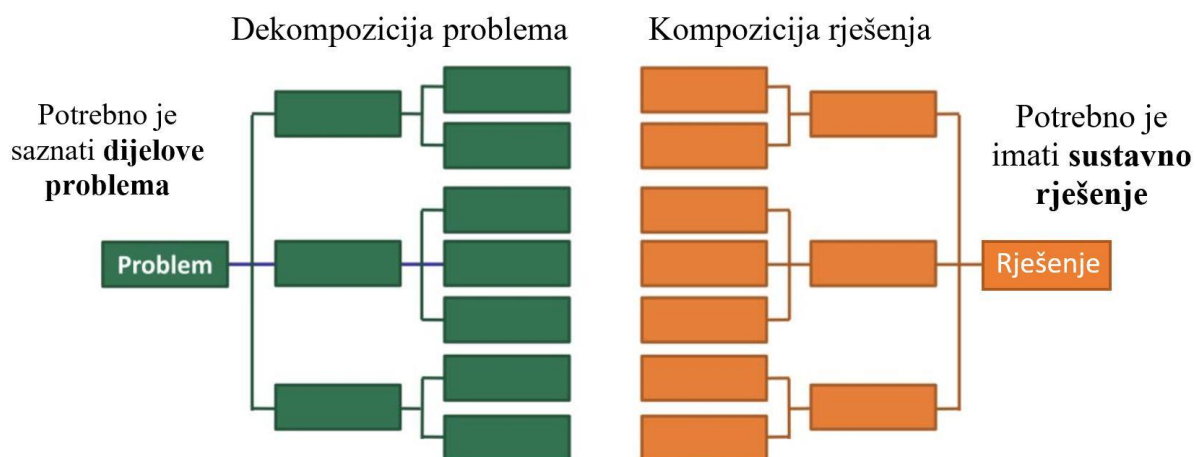 Dekompozicija problema
Kompozicija rješenja
Potrebno je
saznati dijelove
problema
Potrebno je
imati sustavno
rješenje
Problem
Rješenje